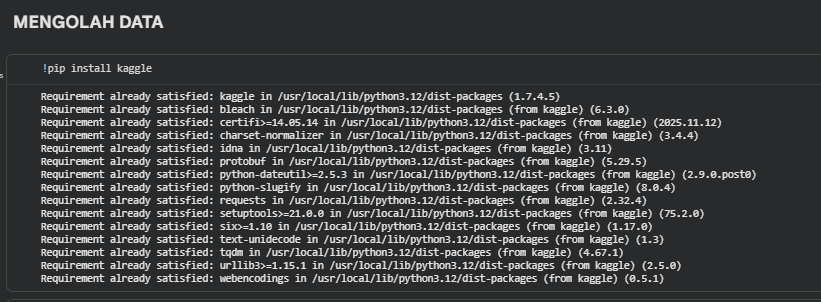 MENGOLAH DATA
!pip install kaggle
Requirement already satisfied: kaggle in /usr/local/lib/python3.12/dist-packages (1.7.4.5)
Requirement already satisfied: bleach in /usr/local/lib/python3.12/dist-packages (from kaggle) (6.3.0)
Requirement already satisfied: certifi>=14.05.14 in /usr/local/lib/python3.12/dist-packages (from kaggle) (2025.11.12)
Requirement already satisfied: charset-normalizer in /usr/local/lib/python3.12/dist-packages (from kaggle) (3.4.4)
Requirement already satisfied: idna in /usr/local/lib/python3.12/dist-packages (from kaggle) (3.11)
Requirement already satisfied: protobuf in /usr/local/lib/python3.12/dist-packages (from kaggle) (5.29.5)
Requirement already satisfied: python-dateutil>=2.5.3 in /usr/local/lib/python3.12/dist-packages (from kaggle) (2.9.0.post0)
Requirement already satisfied: python-slugify in /usr/local/lib/python3.12/dist-packages (from kaggle) (8.0.4)
Requirement already satisfied: requests in /usr/local/lib/python3.12/dist-packages (from kaggle) (2.32.4)
Requirement already satisfied: setuptools>=21.0.0 in /usr/local/lib/python3.12/dist-packages (from kaggle) (75.2.0)
Requirement already satisfied: six>=1.10 in /usr/local/lib/python3.12/dist-packages (from kaggle) (1.17.0)
Requirement already satisfied: text-unidecode in /usr/local/lib/python3.12/dist-packages (from kaggle) (1.3)
Requirement already satisfied: tqdm in /usr/local/lib/python3.12/dist-packages (from kaggle) (4.67.1)
Requirement already satisfied: urllib3>=1.15.1 in /usr/local/lib/python3.12/dist-packages (from kaggle) (2.5.0)
Requirement already satisfied: webencodings in /usr/local/lib/python3.12/dist-packages (from kaggle) (0.5.1)